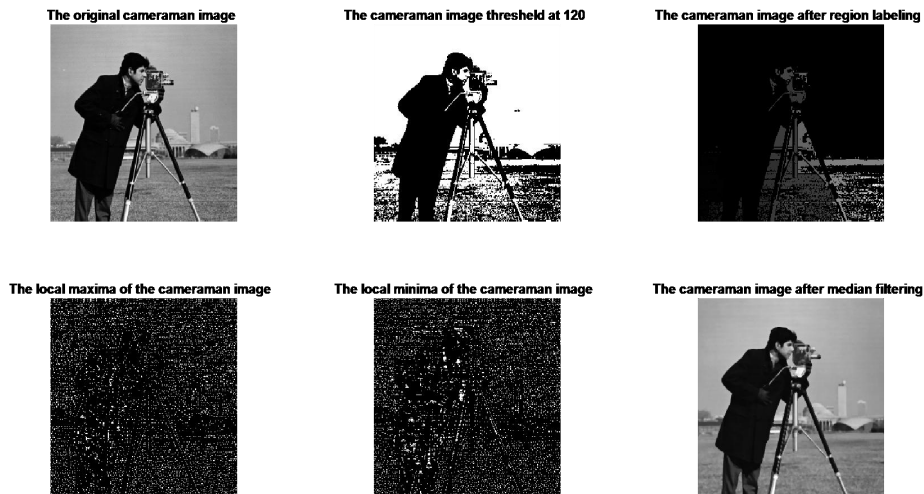 The original cameraman image
The cameraman image threshold at 120
The cameraman image after region labeling
The local maxima of the cameraman image
The local minima of the cameraman image
The cameraman image after median filtering